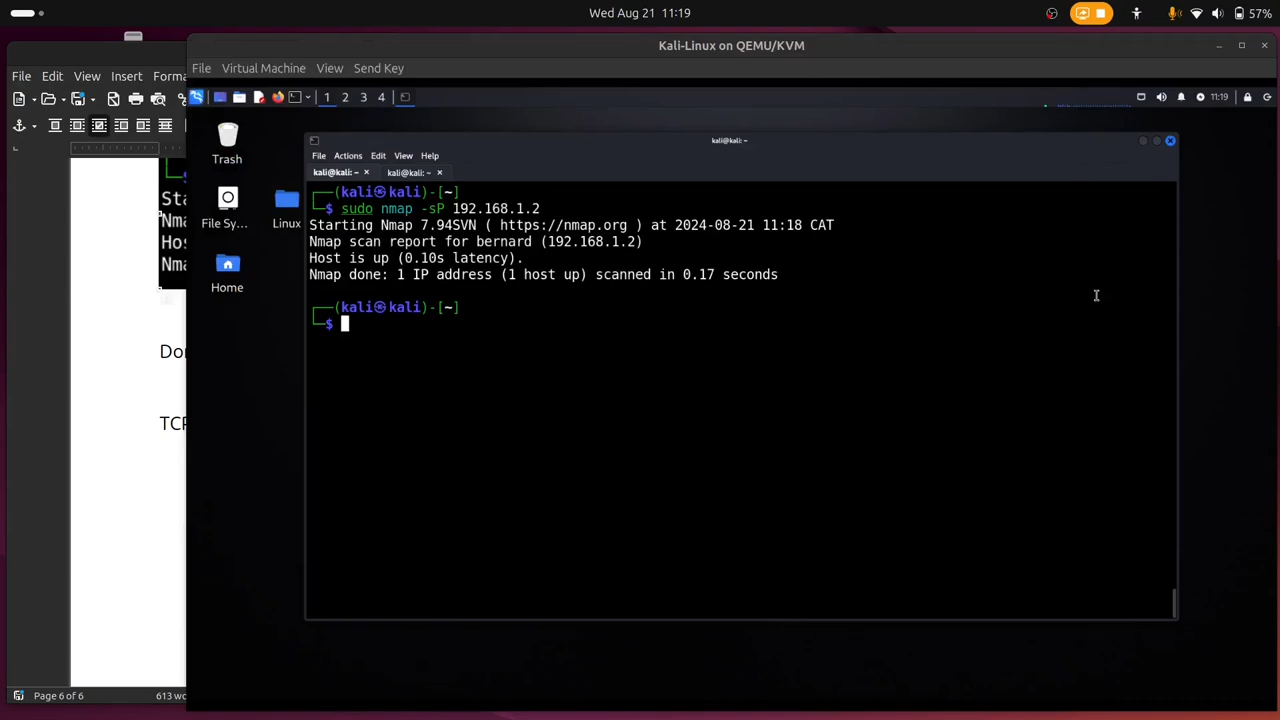 Wed Aug 21 11:19
57%
Kali-Linux on QEMU/KVM
File Virtual Machine View Send Key
File Edit View Insert Forma
1 2 3 4
11:19
Trash
File Sy...
Linux
Home
kali@kali: ~
File Actions Edit View Help
kali@kali: ~ × kali@kali: ~ ×
┌──(kali㉿kali)-[~]
└─$ sudo nmap -sP 192.168.1.2
Starting Nmap 7.94SVN ( https://nmap.org ) at 2024-08-21 11:18 CAT
Nmap scan report for bernard (192.168.1.2)
Host is up (0.10s latency).
Nmap done: 1 IP address (1 host up) scanned in 0.17 seconds
┌──(kali㉿kali)-[~]
└─$
Sta
Nma
Hos
Nma
Dor
TCP
Page 6 of 6
613 wo